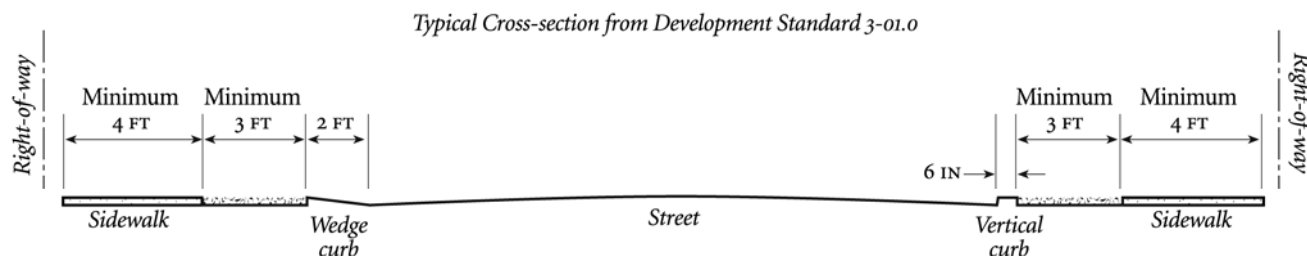 Typical Cross-section from Development Standard 3-01.0
Right-of-way
Minimum
4 FT
Minimum
3 FT
2 FT
6 IN
Minimum
3 FT
Minimum
4 FT
Right-of-way
Sidewalk
Wedge
curb
Street
Vertical
curb
Sidewalk